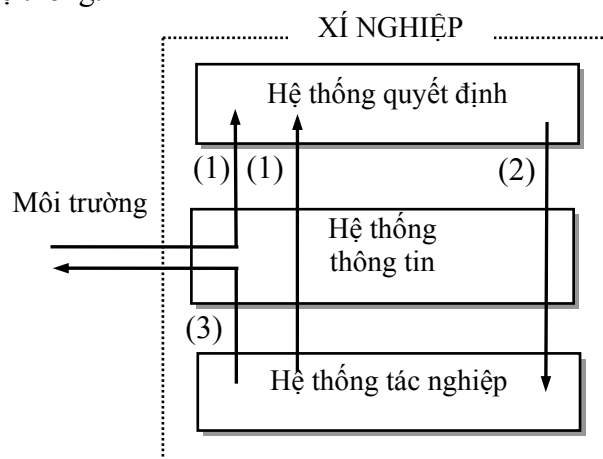 XÍ NGHIỆP
Hệ thống quyết định
(1) (1) (2)
Môi trường
Hệ thống
thông tin
(3)
Hệ thống tác nghiệp